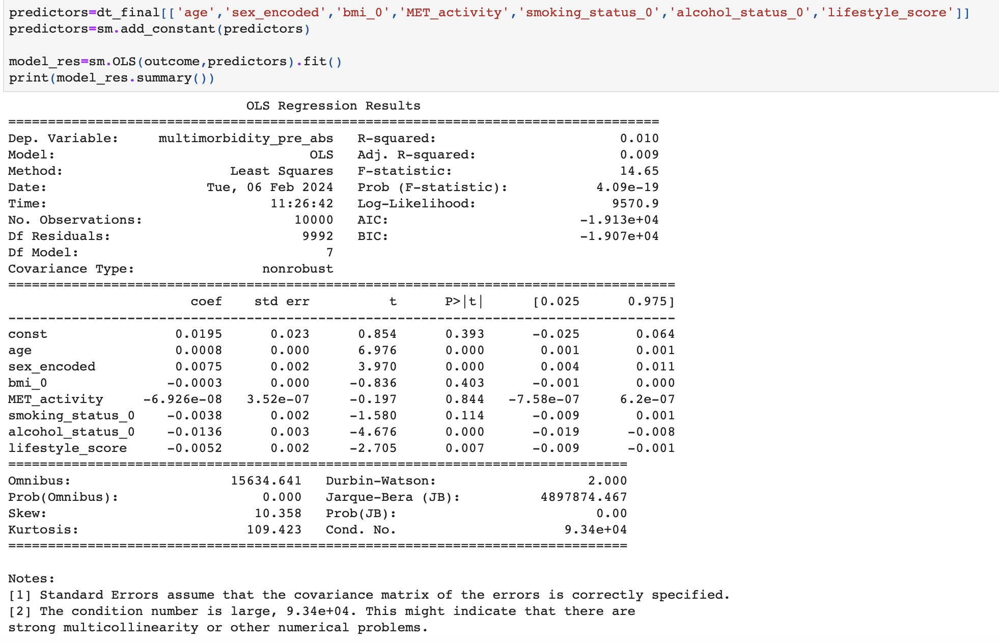 predictors=dt_final[['age','sex_encoded','bmi_0','MET_activity','smoking_status_0','alcohol_status_0','lifestyle_score']]
predictors=sm.add_constant(predictors)
model_res=sm.OLS(outcome,predictors).fit()
print(model_res.summary())
OLS Regression Results
==================================================================================
Dep. Variable: multimorbidity_pre_abs R-squared: 0.010
Model: OLS Adj. R-squared: 0.009
Method: Least Squares F-statistic: 14.65
Date: Tue, 06 Feb 2024 Prob (F-statistic): 4.09e-19
Time: 11:26:42 Log-Likelihood: 9570.9
No. Observations: 10000 AIC: -1.913e+04
Df Residuals: 9992 BIC: -1.907e+04
Df Model: 7
Covariance Type: nonrobust
====================================================================================
coef std err t P>|t| [0.025 0.975]
------------------------------------------------------------------------------------
const 0.0195 0.023 0.854 0.393 -0.025 0.064
age 0.0008 0.000 6.976 0.000 0.001 0.001
sex_encoded 0.0075 0.002 3.970 0.000 0.004 0.011
bmi_0 -0.0003 0.000 -0.836 0.403 -0.001 0.000
MET_activity -6.926e-08 3.52e-07 -0.197 0.844 -7.58e-07 6.2e-07
smoking_status_0 -0.0038 0.002 -1.580 0.114 -0.009 0.001
alcohol_status_0 -0.0136 0.003 -4.676 0.000 -0.019 -0.008
lifestyle_score -0.0052 0.002 -2.705 0.007 -0.009 -0.001
==============================================================================
Omnibus: 15634.641 Durbin-Watson: 2.000
Prob(Omnibus): 0.000 Jarque-Bera (JB): 4897874.467
Skew: 10.358 Prob(JB): 0.00
Kurtosis: 109.423 Cond. No. 9.34e+04
==============================================================================
Notes:
[1] Standard Errors assume that the covariance matrix of the errors is correctly specified.
[2] The condition number is large, 9.34e+04. This might indicate that there are
strong multicollinearity or other numerical problems.